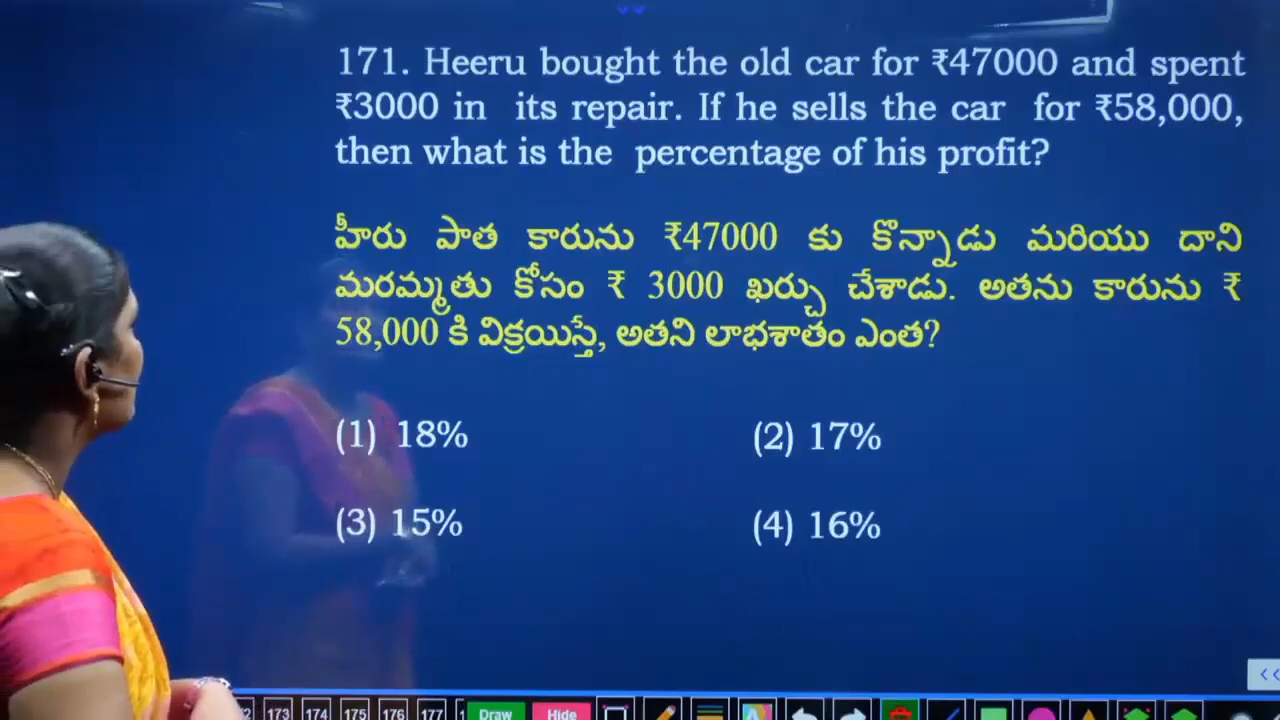 171. Heeru bought the old car for ₹47000 and spent
₹3000 in its repair. If he sells the car for ₹58,000,
then what is the percentage of his profit?
హీరు పాత కారును ₹47000 కు కొన్నాడు మరియు దాని
మరమ్మతు కోసం ₹ 3000 ఖర్చు చేశాడు. అతను కారును ₹
58,000 కి విక్రయిస్తే, అతని లాభశాతం ఎంత?
(1) 18% (2) 17%
(3) 15% (4) 16%
173 174 175 176 177 Draw Hide